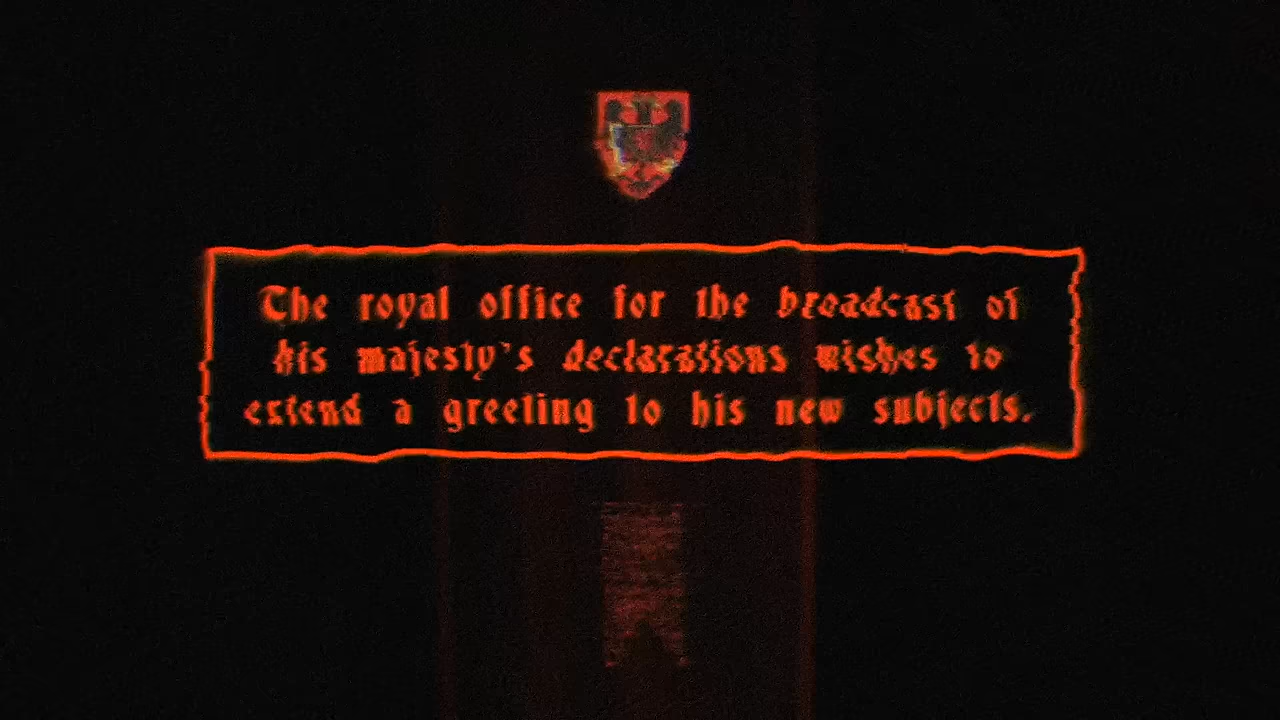 The royal office for the broadcast of
his majesty's declarations wishes to
extend a greeting to his new subjects.